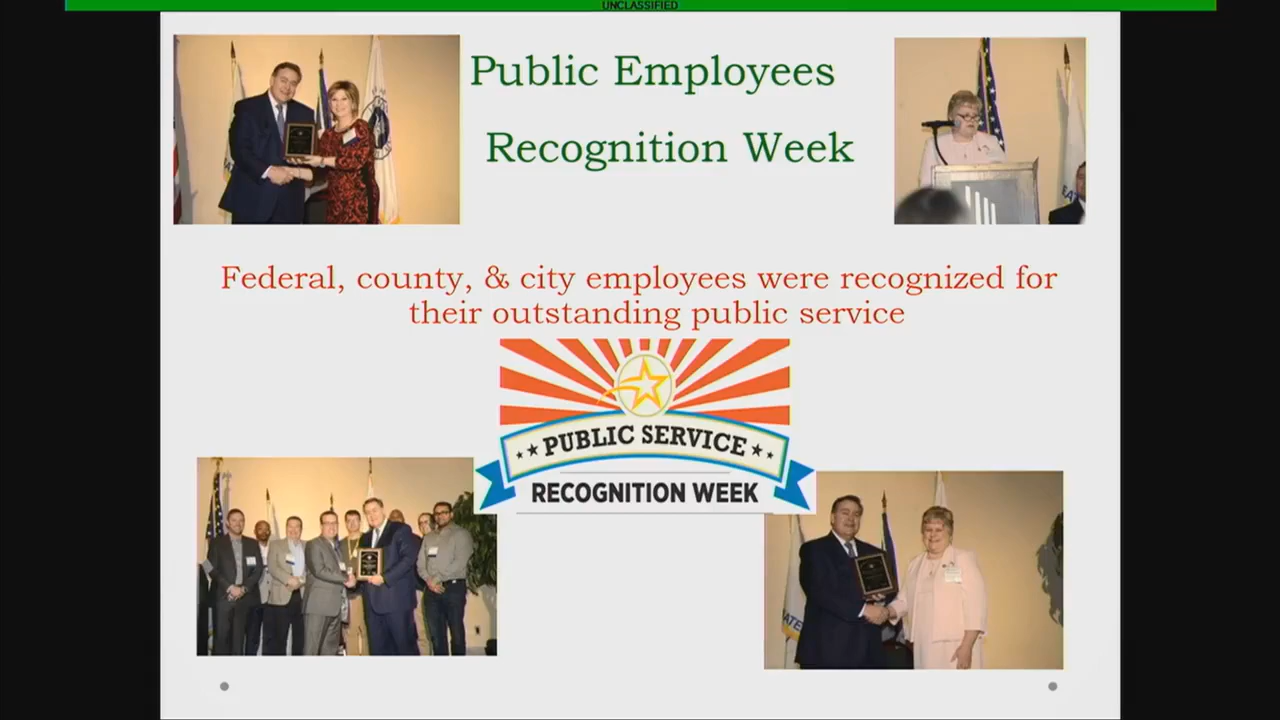 UNCLASSIFIED
Public Employees
Recognition Week
Federal, county, & city employees were recognized for
their outstanding public service
PUBLIC SERVICE
RECOGNITION WEEK